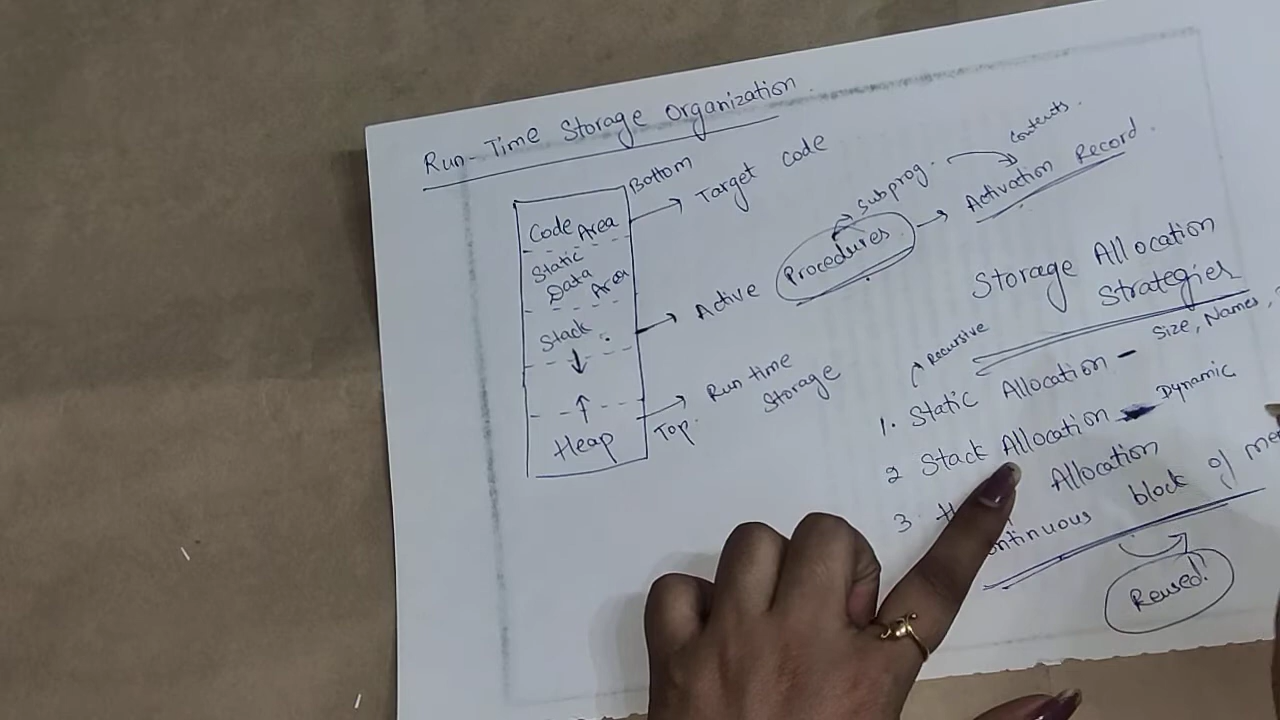 Run-Time Storage Organization
Bottom
Code Area
Target code
Static
Data Area
Stack
Active Procedures
subprog.
contents.
Activation Record.
Heap
Top.
Run time
Storage
Storage Allocation
Strategies
Recursive
1. Static Allocation - Size, Names,
2 Stack Allocation - Dynamic
3. Allocation
block of
Reused!